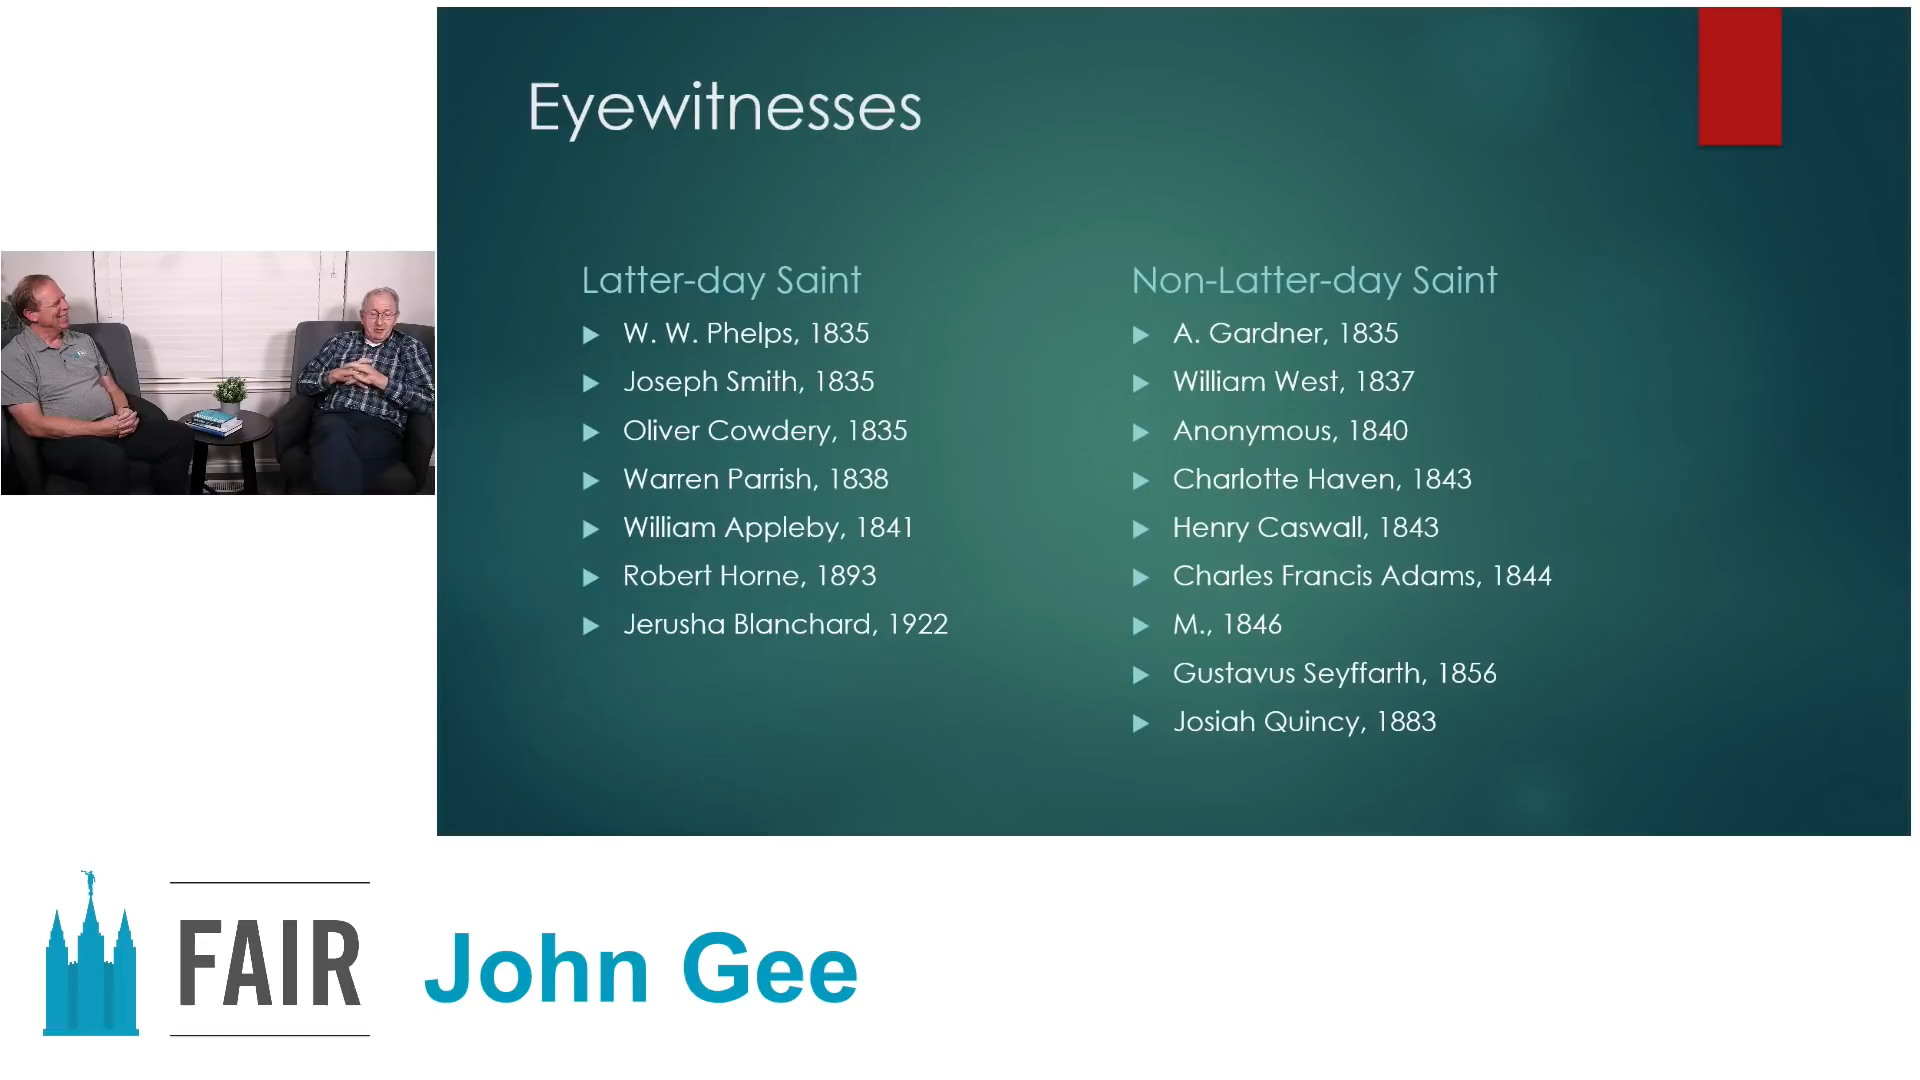 Eyewitnesses
Latter-day Saint
W. W. Phelps, 1835
Joseph Smith, 1835
Oliver Cowdery, 1835
Warren Parrish, 1838
William Appleby, 1841
Robert Horne, 1893
Jerusha Blanchard, 1922
Non-Latter-day Saint
A. Gardner, 1835
William West, 1837
Anonymous, 1840
Charlotte Haven, 1843
Henry Caswall, 1843
Charles Francis Adams, 1844
M., 1846
Gustavus Seyffarth, 1856
Josiah Quincy, 1883
FAIR
John Gee